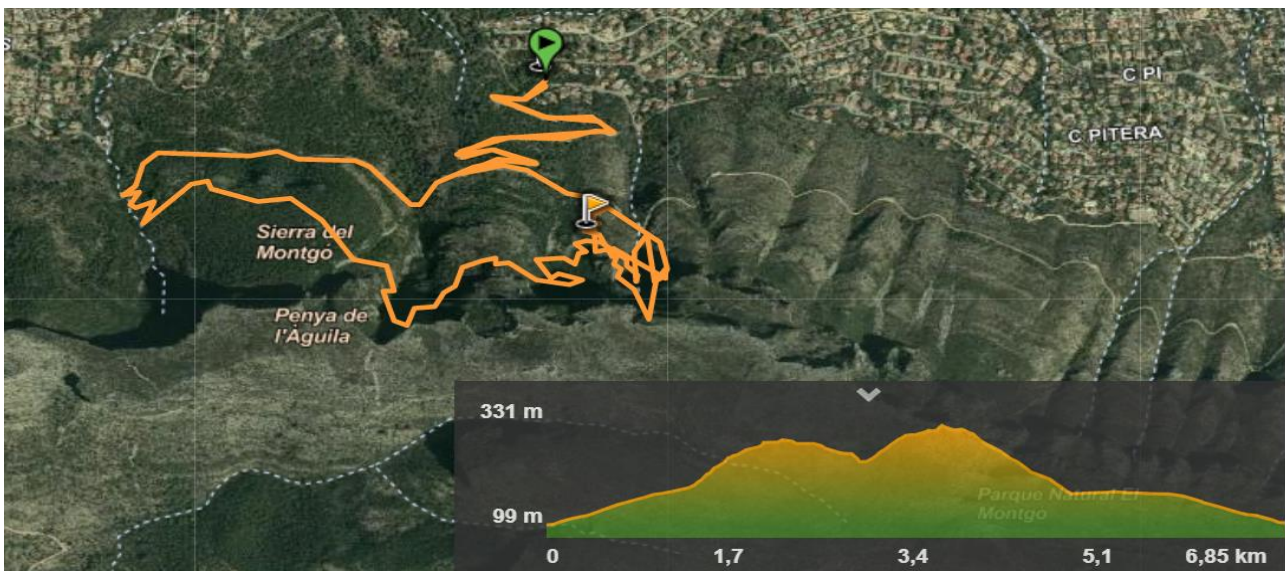 S
C PI
C PITERA
Sierra del
Montgó
Penya de
l'Àguila
331 m
99 m
Parque Natural El
Montgo
0 1,7 3,4 5,1 6,85 km